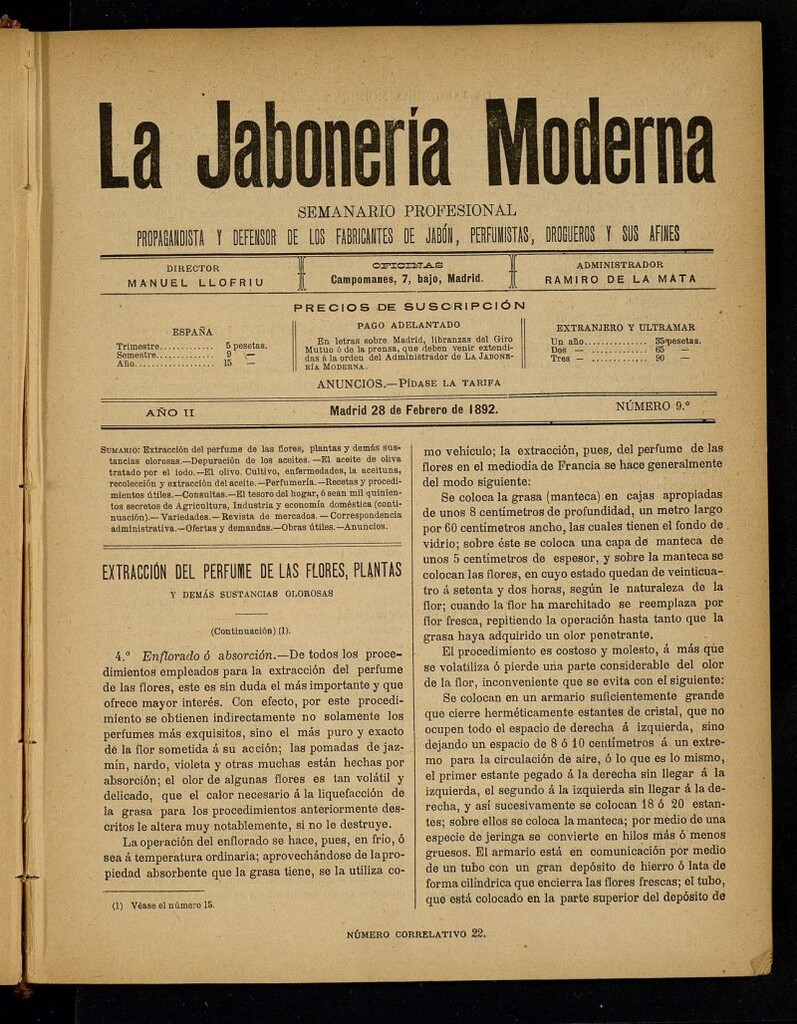 La Jabonería Moderna
SEMANARIO PROFESIONAL
PROPAGANDISTA Y DEFENSOR DE LOS FABRICANTES DE JABÓN, PERFUMISTAS, DROGUEROS Y SUS AFINES
DIRECTOR
MANUEL LLOFRIU
OFICINAS
Campomanes, 7, bajo, Madrid.
ADMINISTRADOR
RAMIRO DE LA MATA
PRECIOS DE SUSCRIPCIÓN
ESPAÑA
Trimestre............ 5 pesetas.
Semestre............. 9 —
Año.................. 15 —
PAGO ADELANTADO
En letras sobre Madrid, libranzas del Giro
Mutuo ó de la prensa, que deben venir extendi-
das á la orden del Administrador de LA JABONE-
RÍA MODERNA.
EXTRANJERO Y ULTRAMAR
Un año.............. 35 pesetas.
Dos — .............. 65 —
Tres — ............. 90 —
ANUNCIOS.—PÍDASE LA TARIFA
AÑO II
Madrid 28 de Febrero de 1892.
NÚMERO 9.º
SUMARIO: Extracción del perfume de las flores, plantas y demás sus-
tancias olorosas.—Depuración de los aceites. —El aceite de oliva
tratado por el iodo.—El olivo. Cultivo, enfermedades, la aceituna,
recolección y extracción del aceite.—Perfumería.—Recetas y procedi-
mientos útiles.—Consultas.—El tesoro del hogar, ó sean mil quinien-
tos secretos de Agricultura, Industria y economía doméstica (conti-
nuación).— Variedades.— Revista de mercados. — Correspondencia
administrativa.—Ofertas y demandas.—Obras útiles.—Anuncios.
EXTRACCIÓN DEL PERFUME DE LAS FLORES, PLANTAS
Y DEMÁS SUSTANCIAS OLOROSAS
(Continuación) (1).
4.º Enflorado ó absorción.—De todos los proce-
dimientos empleados para la extracción del perfume
de las flores, este es sin duda el más importante y que
ofrece mayor interés. Con efecto, por este procedi-
miento se obtienen indirectamente no solamente los
perfumes más exquisitos, sino el más puro y exacto
de la flor sometida á su acción; las pomadas de jaz-
mín, nardo, violeta y otras muchas están hechas por
absorción; el olor de algunas flores es tan volátil y
delicado, que el calor necesario á la liquefacción de
la grasa para los procedimientos anteriormente des-
critos le altera muy notablemente, si no le destruye.
La operación del enflorado se hace, pues, en frío, ó
sea á temperatura ordinaria; aprovechándose de la pro-
piedad absorbente que la grasa tiene, se la utiliza co-
(1) Véase el número 15.
mo vehículo; la extracción, pues, del perfume de las
flores en el mediodía de Francia se hace generalmente
del modo siguiente:
Se coloca la grasa (manteca) en cajas apropiadas
de unos 8 centímetros de profundidad, un metro largo
por 60 centímetros ancho, las cuales tienen el fondo de
vidrio; sobre éste se coloca una capa de manteca de
unos 5 centímetros de espesor, y sobre la manteca se
colocan las flores, en cuyo estado quedan de veinticua-
tro á setenta y dos horas, según le naturaleza de la
flor; cuando la flor ha marchitado se reemplaza por
flor fresca, repitiendo la operación hasta tanto que la
grasa haya adquirido un olor penetrante.
El procedimiento es costoso y molesto, á más que
se volatiliza ó pierde una parte considerable del olor
de la flor, inconveniente que se evita con el siguiente:
Se colocan en un armario suficientemente grande
que cierre herméticamente estantes de cristal, que no
ocupen todo el espacio de derecha á izquierda, sino
dejando un espacio de 8 ó 10 centímetros á un extre-
mo para la circulación de aire, ó lo que es lo mismo,
el primer estante pegado á la derecha sin llegar á la
izquierda, el segundo á la izquierda sin llegar á la de-
recha, y así sucesivamente se colocan 18 ó 20 estan-
tes; sobre ellos se coloca la manteca; por medio de una
especie de jeringa se convierte en hilos más ó menos
gruesos. El armario está en comunicación por medio
de un tubo con un gran depósito de hierro ó lata de
forma cilíndrica que encierra las flores frescas; el tubo,
que está colocado en la parte superior del depósito de
NÚMERO CORRELATIVO 22.